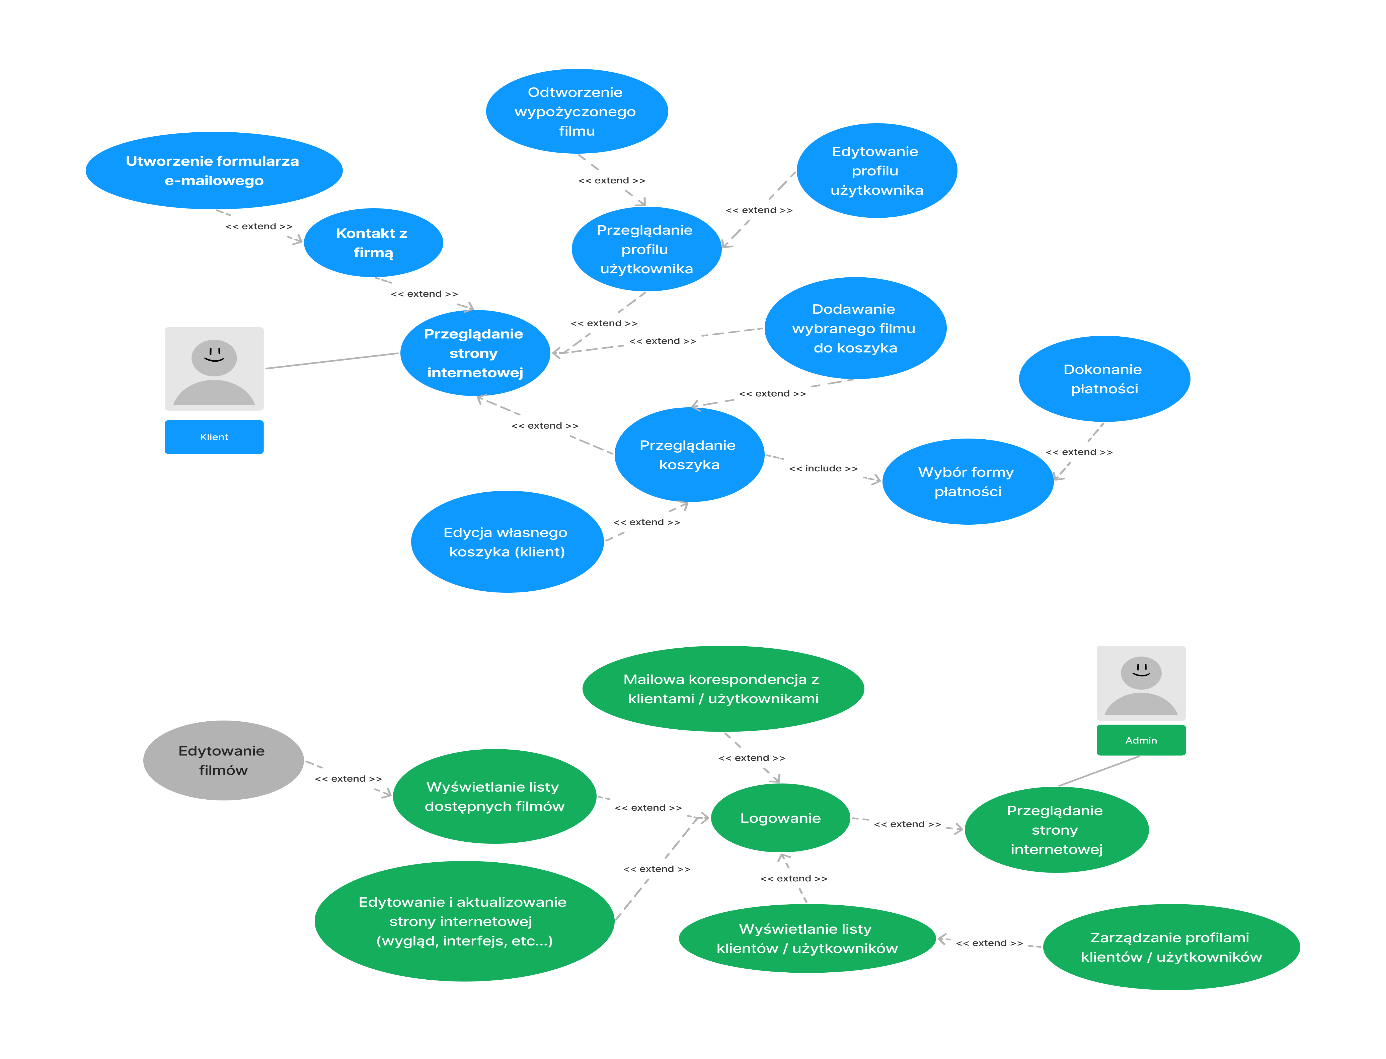 Odtworzenie
wypożyczonego
filmu
Utworzenie formularza
e-mailowego
Edytowanie
profilu
użytkownika
<< extend >>
<< extend >>
<< extend >>
Kontakt z
firmą
Przeglądanie
profilu
użytkownika
<< extend >>
Przeglądanie
strony
internetowej
<< extend >>
<< extend >>
Dodawanie
wybranego filmu
do koszyka
Klient
Dokonanie
płatności
<< extend >>
<< extend >>
Przeglądanie
koszyka
<< include >>
<< extend >>
Wybór formy
płatności
Edycja własnego
koszyka (klient)
<< extend >>
Mailowa korespondencja z
klientami / użytkownikami
Admin
Edytowanie
filmów
<< extend >>
<< extend >>
Wyświetlanie listy
dostępnych filmów
<< extend >>
Logowanie
<< extend >>
Przeglądanie
strony
internetowej
<< extend >>
<< extend >>
Edytowanie i aktualizowanie
strony internetowej
(wygląd, interfejs, etc...)
Wyświetlanie listy
klientów / użytkowników
<< extend >>
Zarządzanie profilami
klientów / użytkowników